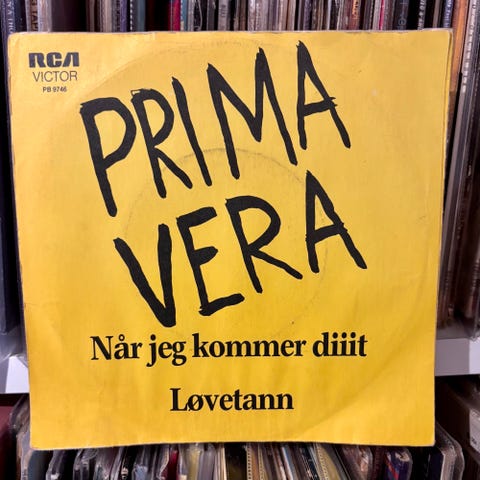 RCA
VICTOR
PB 9746
PRIMA
VERA
Når jeg kommer diiit
Løvetann